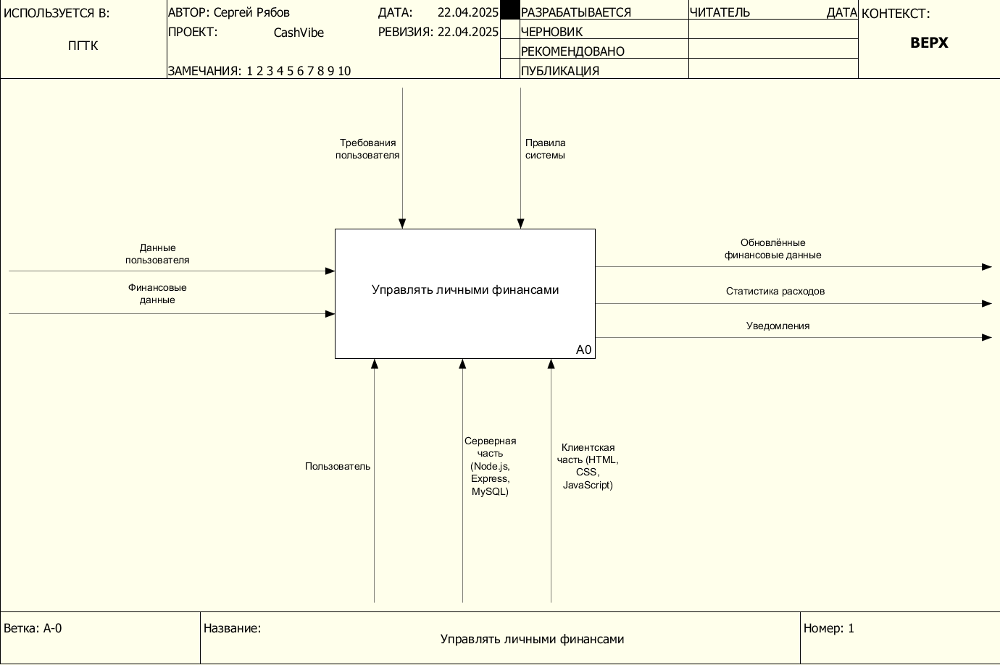 ИСПОЛЬЗУЕТСЯ В:
ПГТК
АВТОР: Сергей Рябов
ДАТА: 22.04.2025
ПРОЕКТ: CashVibe
РЕВИЗИЯ: 22.04.2025
ЗАМЕЧАНИЯ: 1 2 3 4 5 6 7 8 9 10
РАЗРАБАТЫВАЕТСЯ
ЧЕРНОВИК
РЕКОМЕНДОВАНО
ПУБЛИКАЦИЯ
ЧИТАТЕЛЬ ДАТА
КОНТЕКСТ:
ВЕРХ
Требования
пользователя
Правила
системы
Данные
пользователя
Финансовые
данные
Управлять личными финансами
A0
Обновлённые
финансовые данные
Статистика расходов
Уведомления
Пользователь
Серверная
часть
(Node.js,
Express,
MySQL)
Клиентская
часть (HTML,
CSS,
JavaScript)
Ветка: A-0
Название:
Управлять личными финансами
Номер: 1